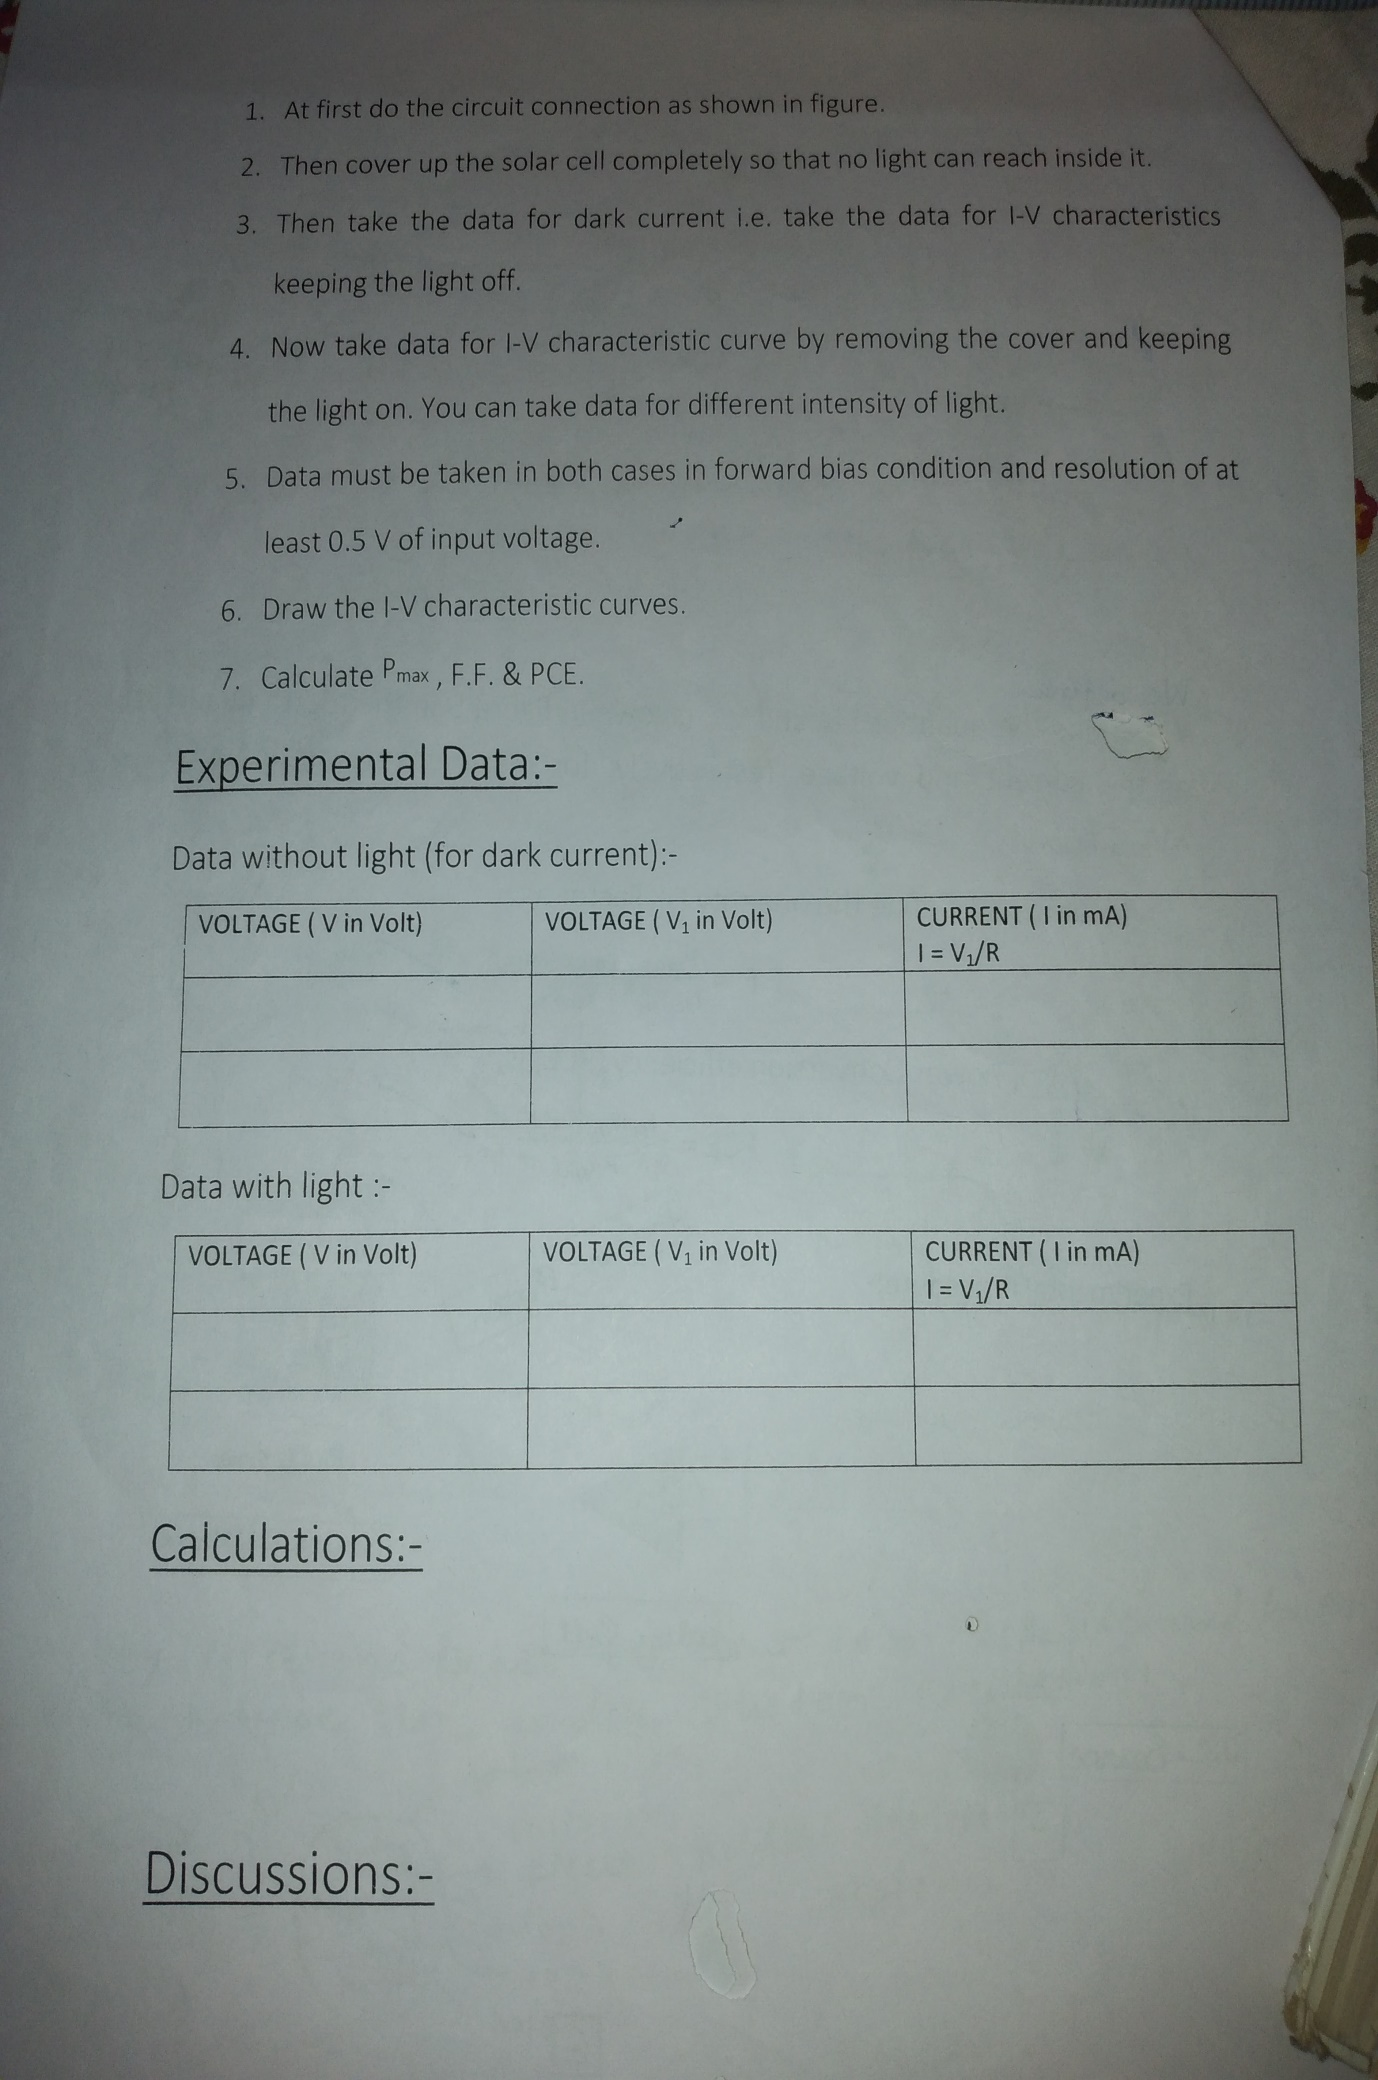 1. At first do the circuit connection as shown in figure.
2. Then cover up the solar cell completely so that no light can reach inside it.
3. Then take the data for dark current i.e. take the data for I-V characteristics
keeping the light off.
4. Now take data for I-V characteristic curve by removing the cover and keeping
the light on. You can take data for different intensity of light.
5. Data must be taken in both cases in forward bias condition and resolution of at
least 0.5 V of input voltage.
6. Draw the I-V characteristic curves.
7. Calculate Pmax , F.F. & PCE.
Experimental Data:-
Data without light (for dark current):-
VOLTAGE ( V in Volt) VOLTAGE ( V₁ in Volt) CURRENT ( I in mA)
I = V₁/R
Data with light :-
VOLTAGE ( V in Volt) VOLTAGE ( V₁ in Volt) CURRENT ( I in mA)
I = V₁/R
Calculations:-
Discussions:-